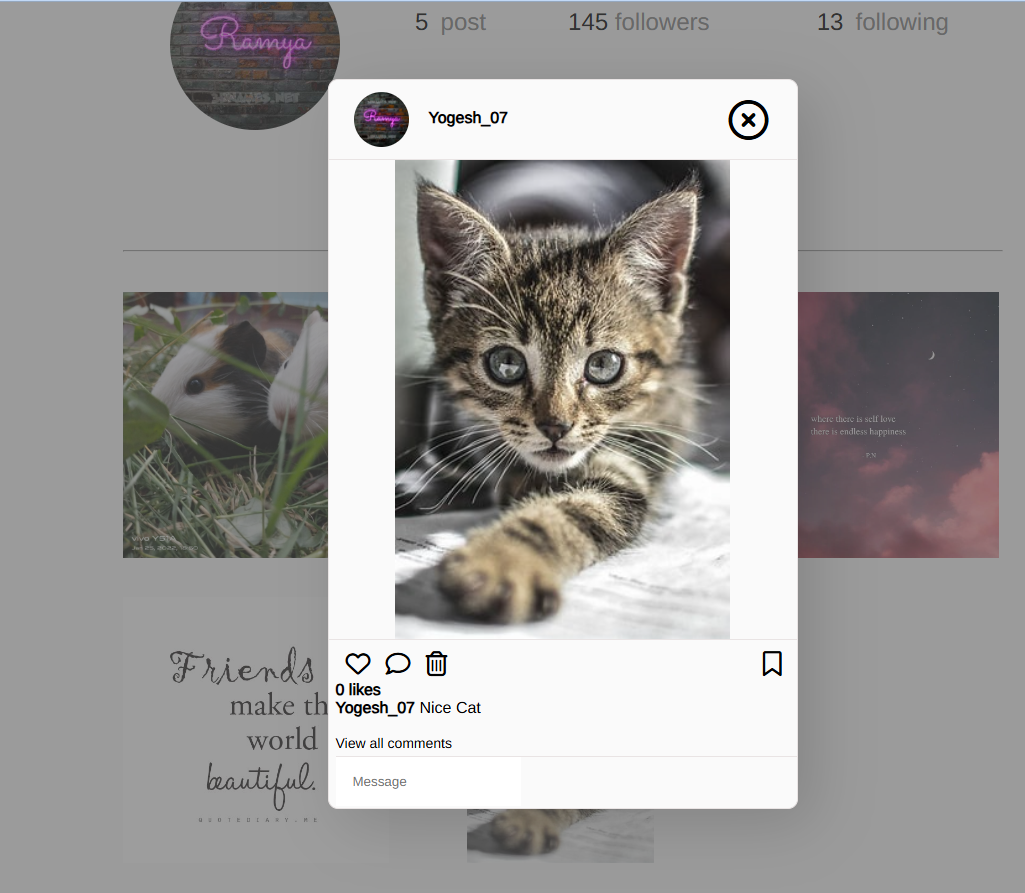 Ramya
5 post 145 followers 13 following
Ramya
Yogesh_07
vivo Y
where there is self love
there is endless happiness
P.N
Friends
make th
world
beautiful.
0 likes
Yogesh_07 Nice Cat
View all comments
Message